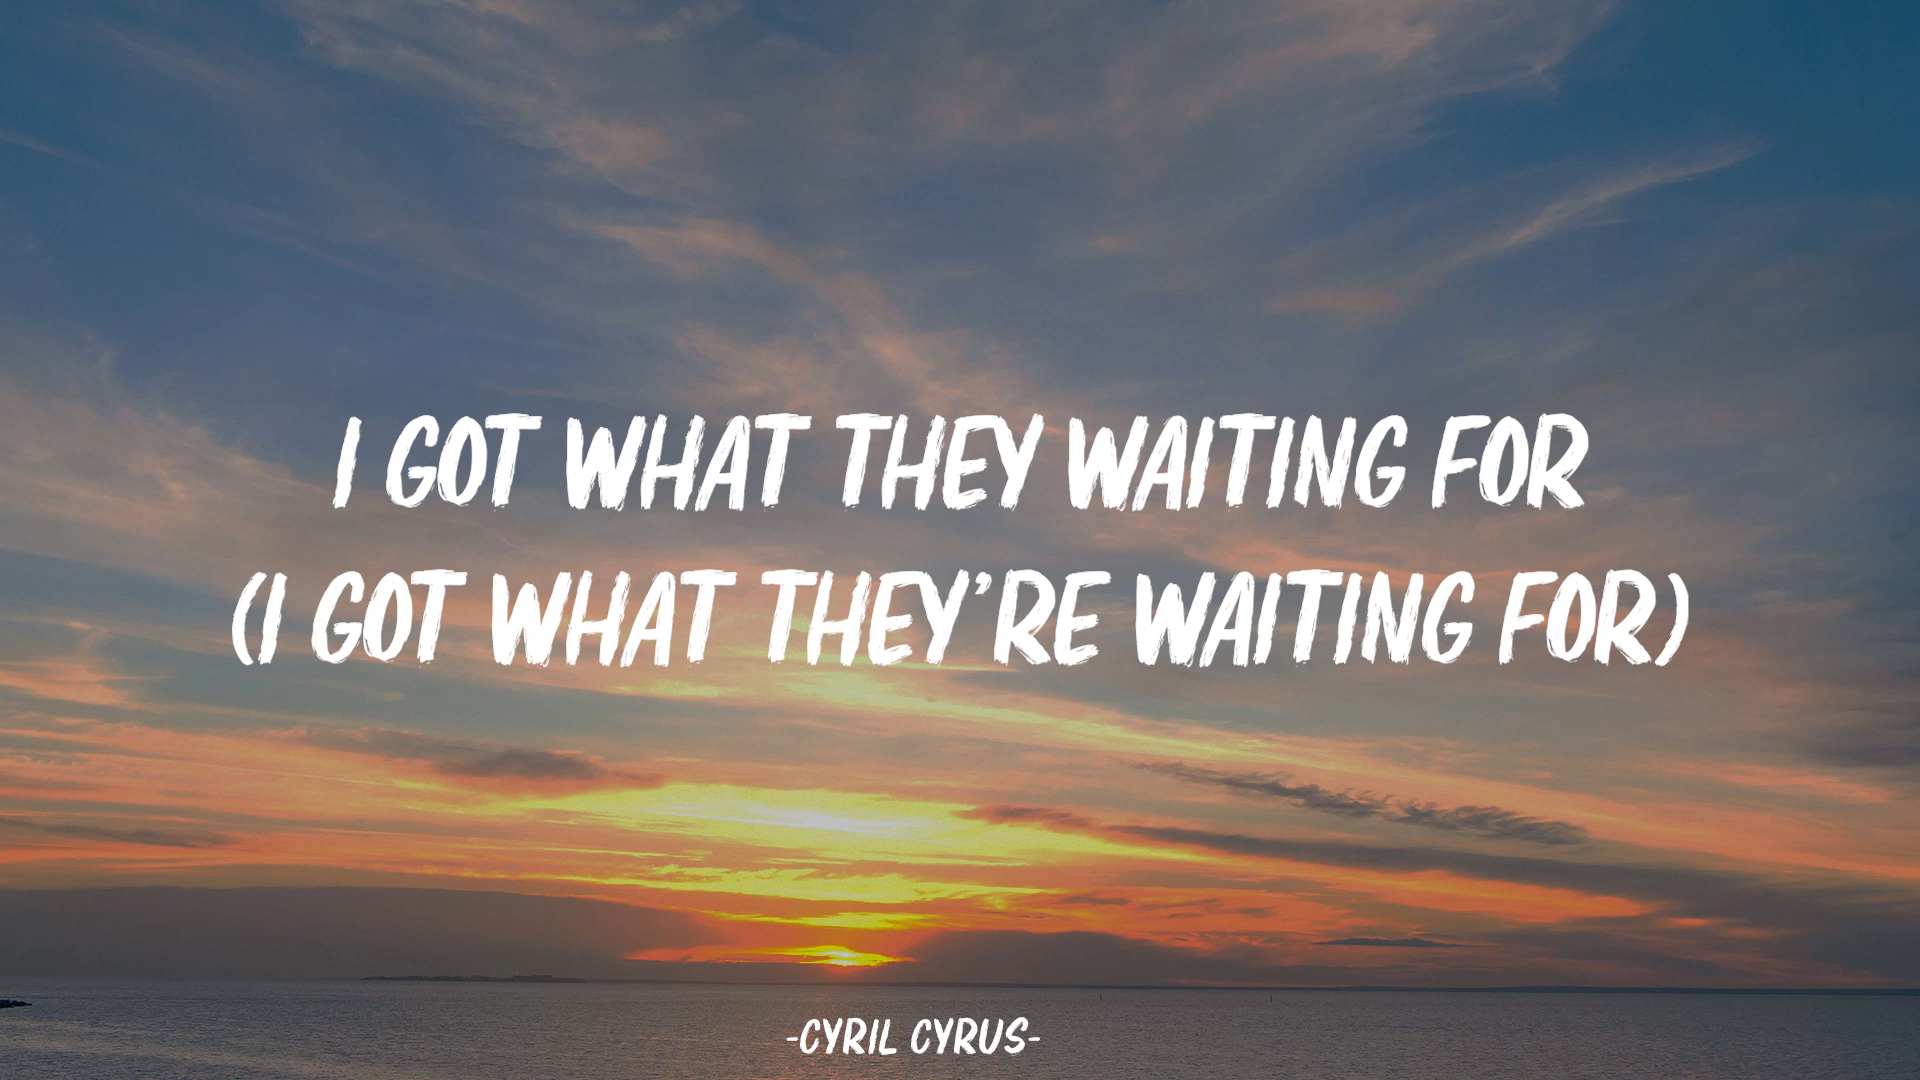 I GOT WHAT THEY WAITING FOR
(I GOT WHAT THEY'RE WAITING FOR)
-CYRIL CYRUS-